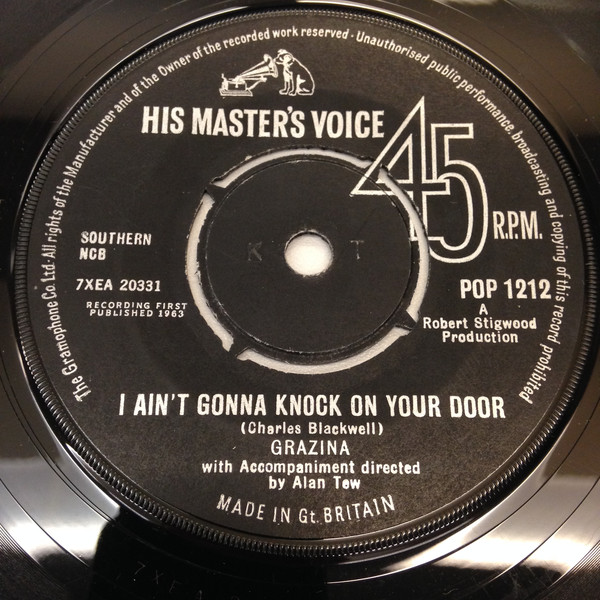 The Gramophone Co. Ltd · All rights of the Manufacturer and of the Owner of the recorded work reserved · Unauthorised public performance, broadcasting and copying of this record prohibited
HIS MASTER'S VOICE
45
R.P.M.
SOUTHERN
NCB
K T
7XEA 20331
RECORDING FIRST
PUBLISHED 1963
POP 1212
A
Robert Stigwood
Production
I AIN'T GONNA KNOCK ON YOUR DOOR
(Charles Blackwell)
GRAZINA
with Accompaniment directed
by Alan Tew
MADE IN Gt. BRITAIN
7XEA